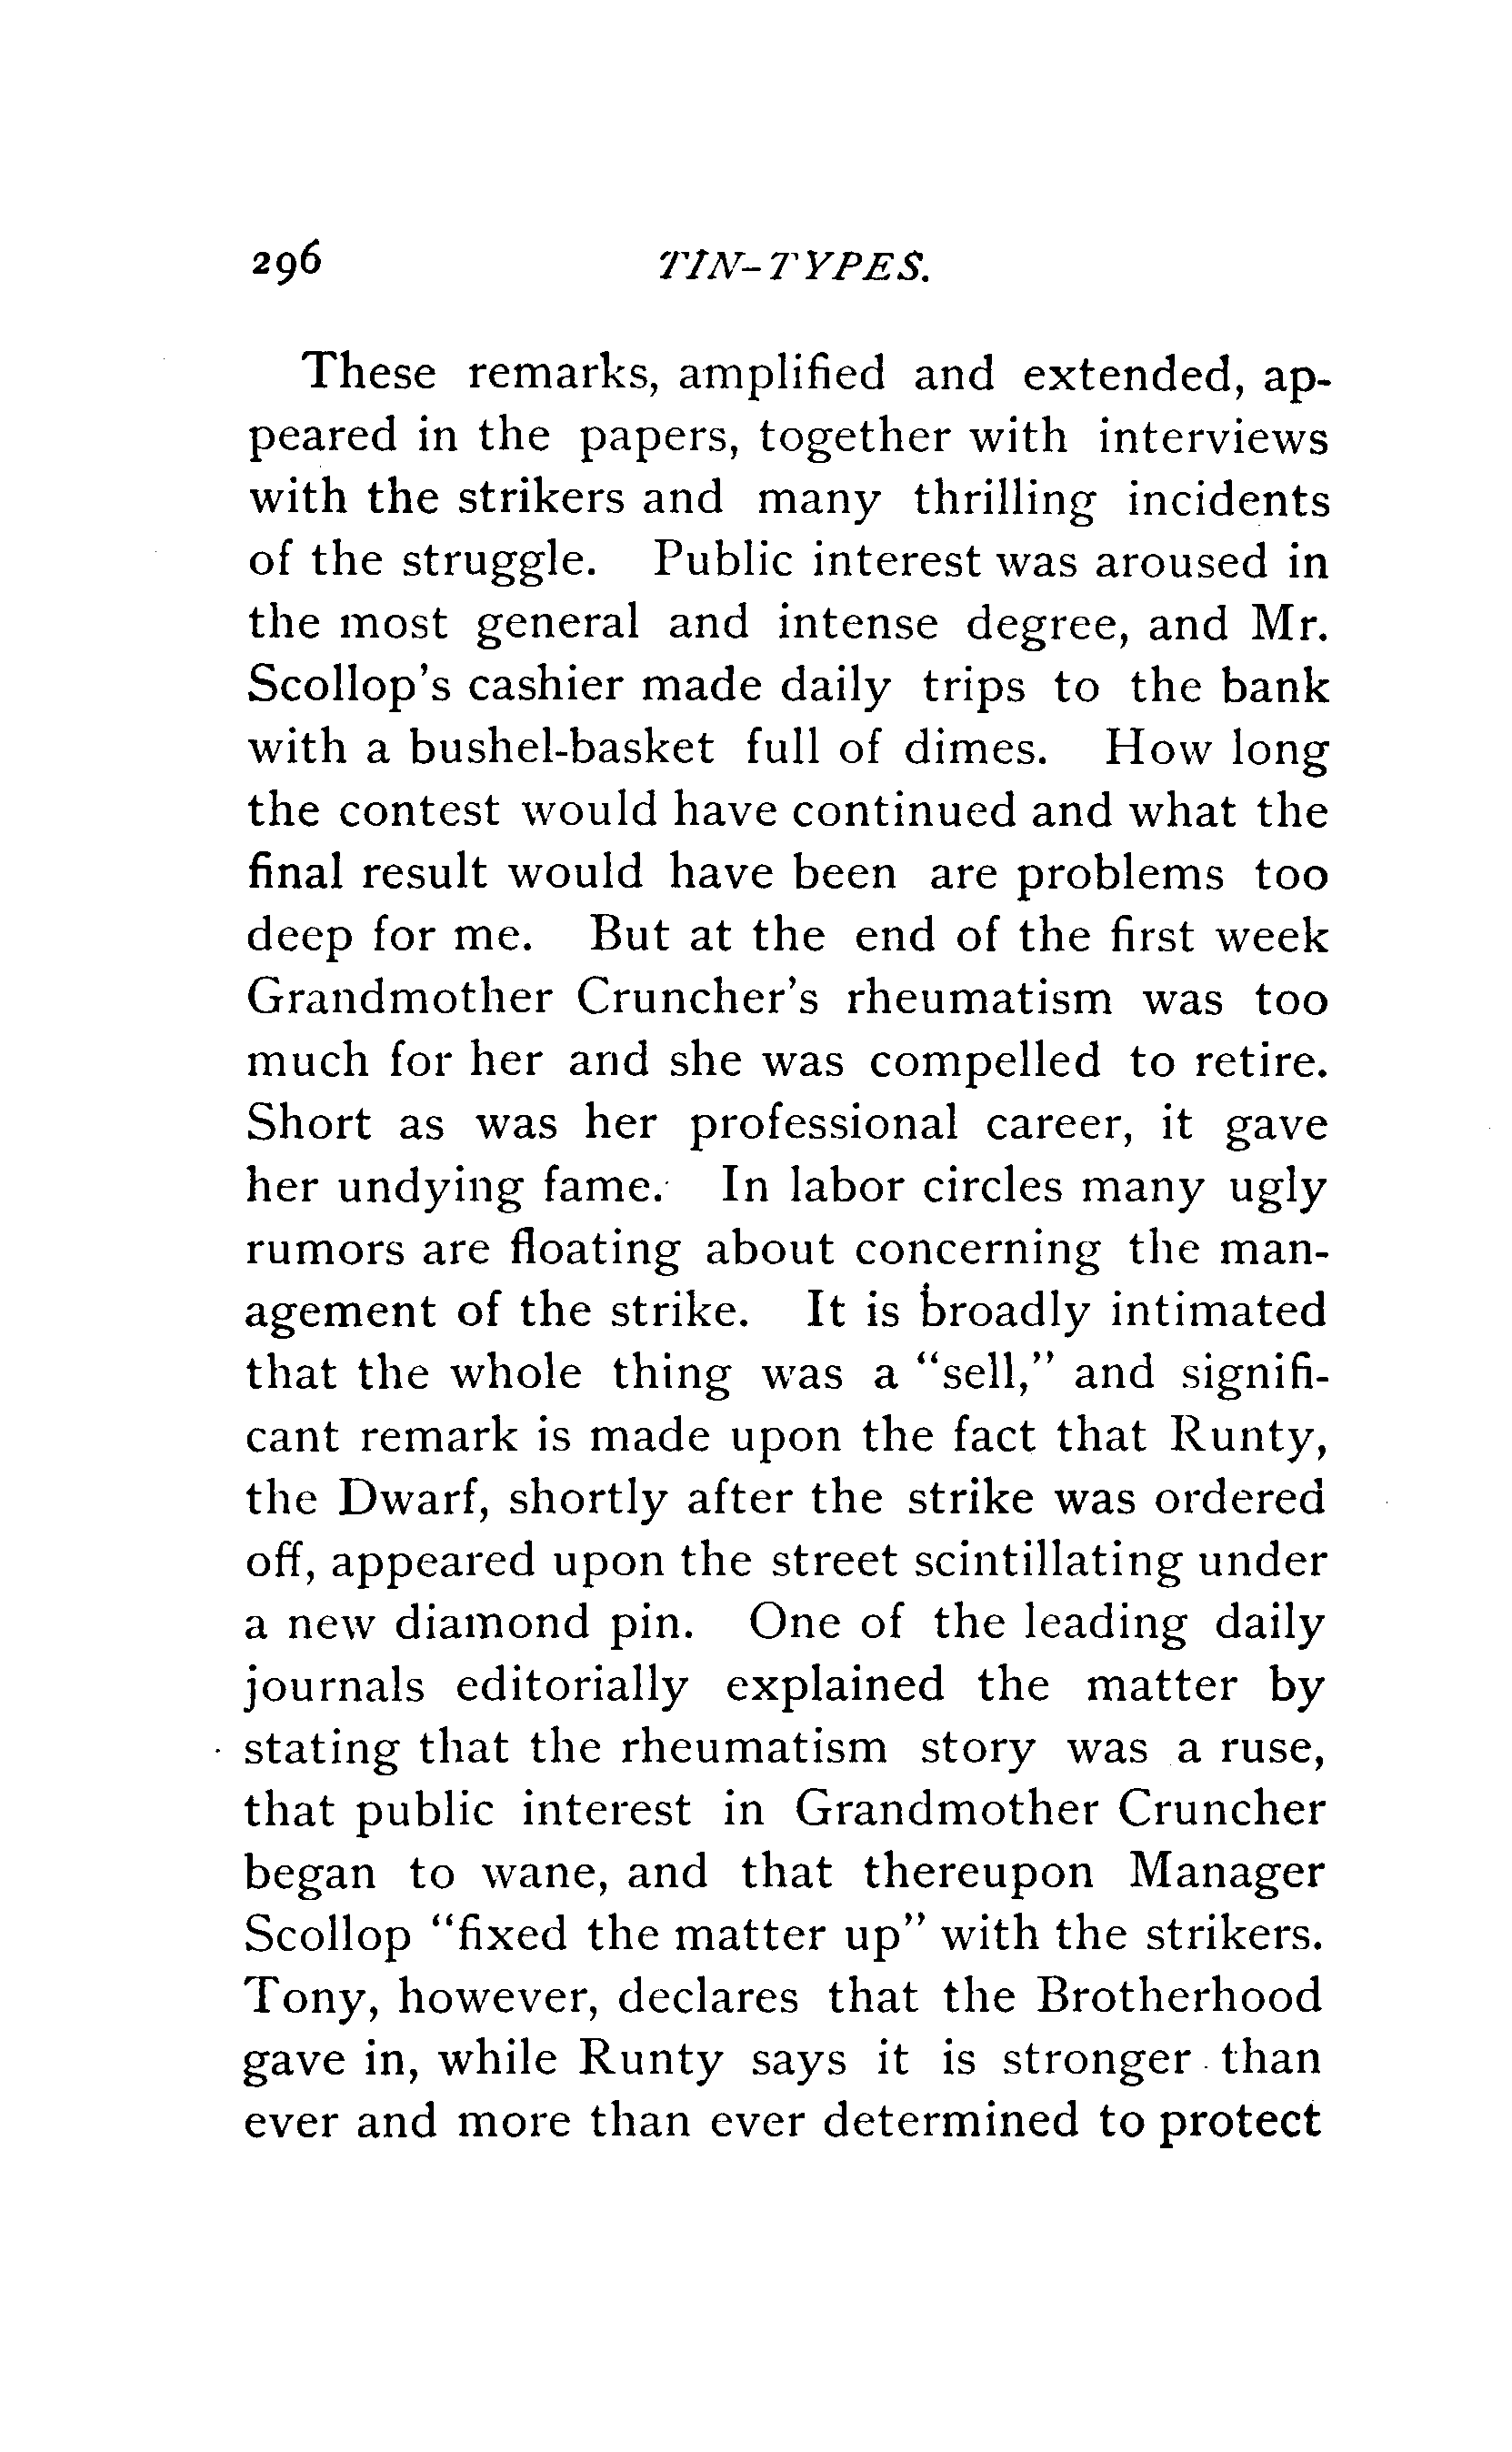 296 TIN-TYPES.
These remarks, amplified and extended, ap-
peared in the papers, together with interviews
with the strikers and many thrilling incidents
of the struggle. Public interest was aroused in
the most general and intense degree, and Mr.
Scollop's cashier made daily trips to the bank
with a bushel-basket full of dimes. How long
the contest would have continued and what the
final result would have been are problems too
deep for me. But at the end of the first week
Grandmother Cruncher's rheumatism was too
much for her and she was compelled to retire.
Short as was her professional career, it gave
her undying fame. In labor circles many ugly
rumors are floating about concerning the man-
agement of the strike. It is broadly intimated
that the whole thing was a "sell," and signifi-
cant remark is made upon the fact that Runty,
the Dwarf, shortly after the strike was ordered
off, appeared upon the street scintillating under
a new diamond pin. One of the leading daily
journals editorially explained the matter by
stating that the rheumatism story was a ruse,
that public interest in Grandmother Cruncher
began to wane, and that thereupon Manager
Scollop "fixed the matter up" with the strikers.
Tony, however, declares that the Brotherhood
gave in, while Runty says it is stronger than
ever and more than ever determined to protect